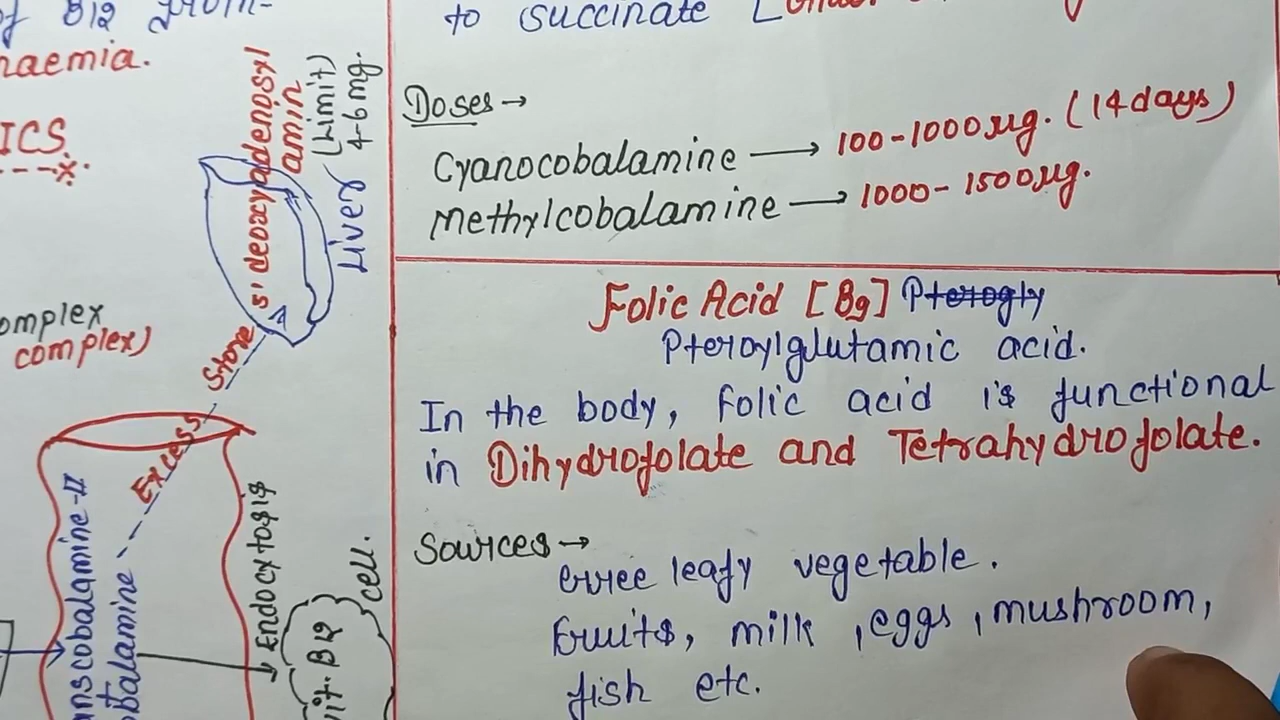 of B12 from-
naemia.
ICS
5' deoxyadenosyl
amin
(Limit)
Liver 4-6 mg.
omplex
complex)
Store
Excess
anscobalamine-II
balamine
Endocytosis
vit. B12
cell.
to succinate [
Doses →
Cyanocobalamine → 100-1000 µg. (14 days)
Methylcobalamine → 1000-1500 µg.
Folic Acid [B9] Pterogly
Pteroylglutamic acid.
In the body, folic acid is functional
in Dihydrofolate and Tetrahydrofolate.
Sources →
leafy vegetable.
Fruits, milk, eggs, mushroom,
fish etc.